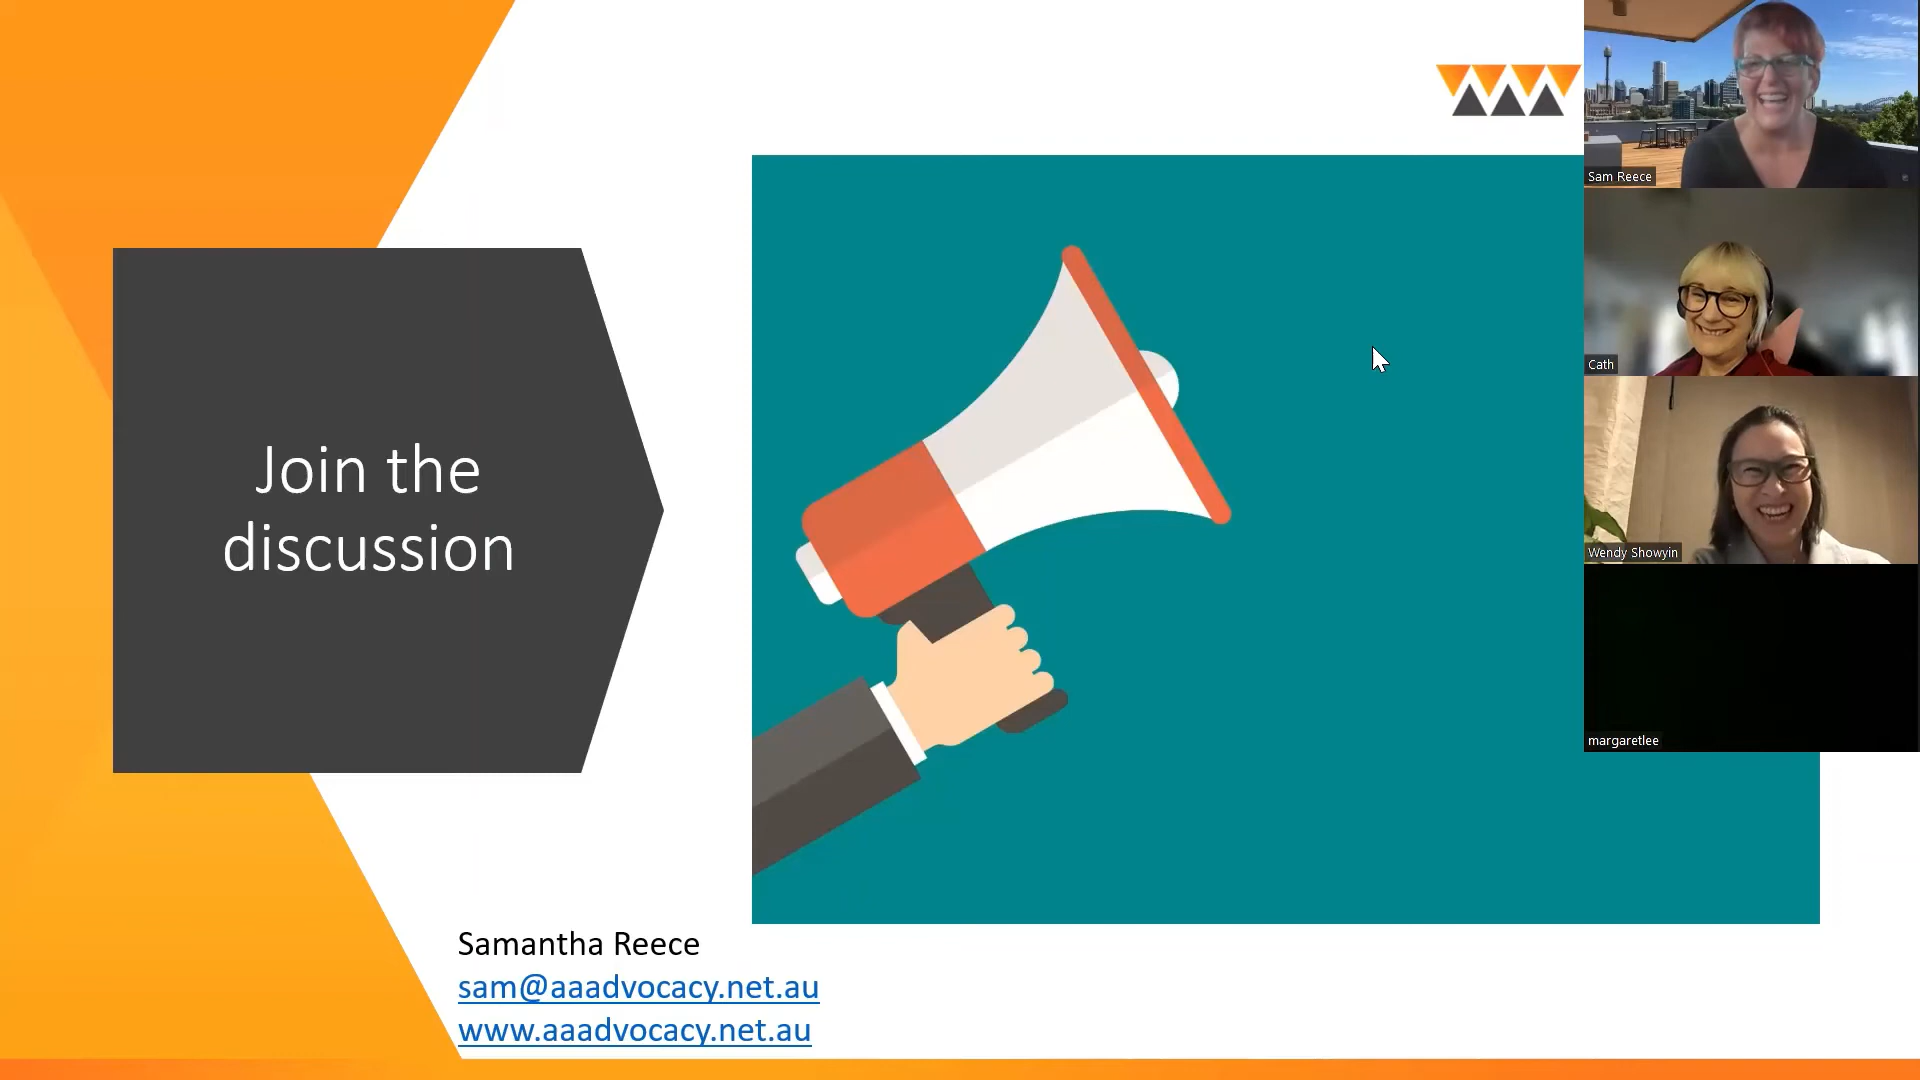 Join the
discussion
Samantha Reece
sam@aaadvocacy.net.au
www.aaadvocacy.net.au
Sam Reece
Cath
Wendy Showyin
margaretlee